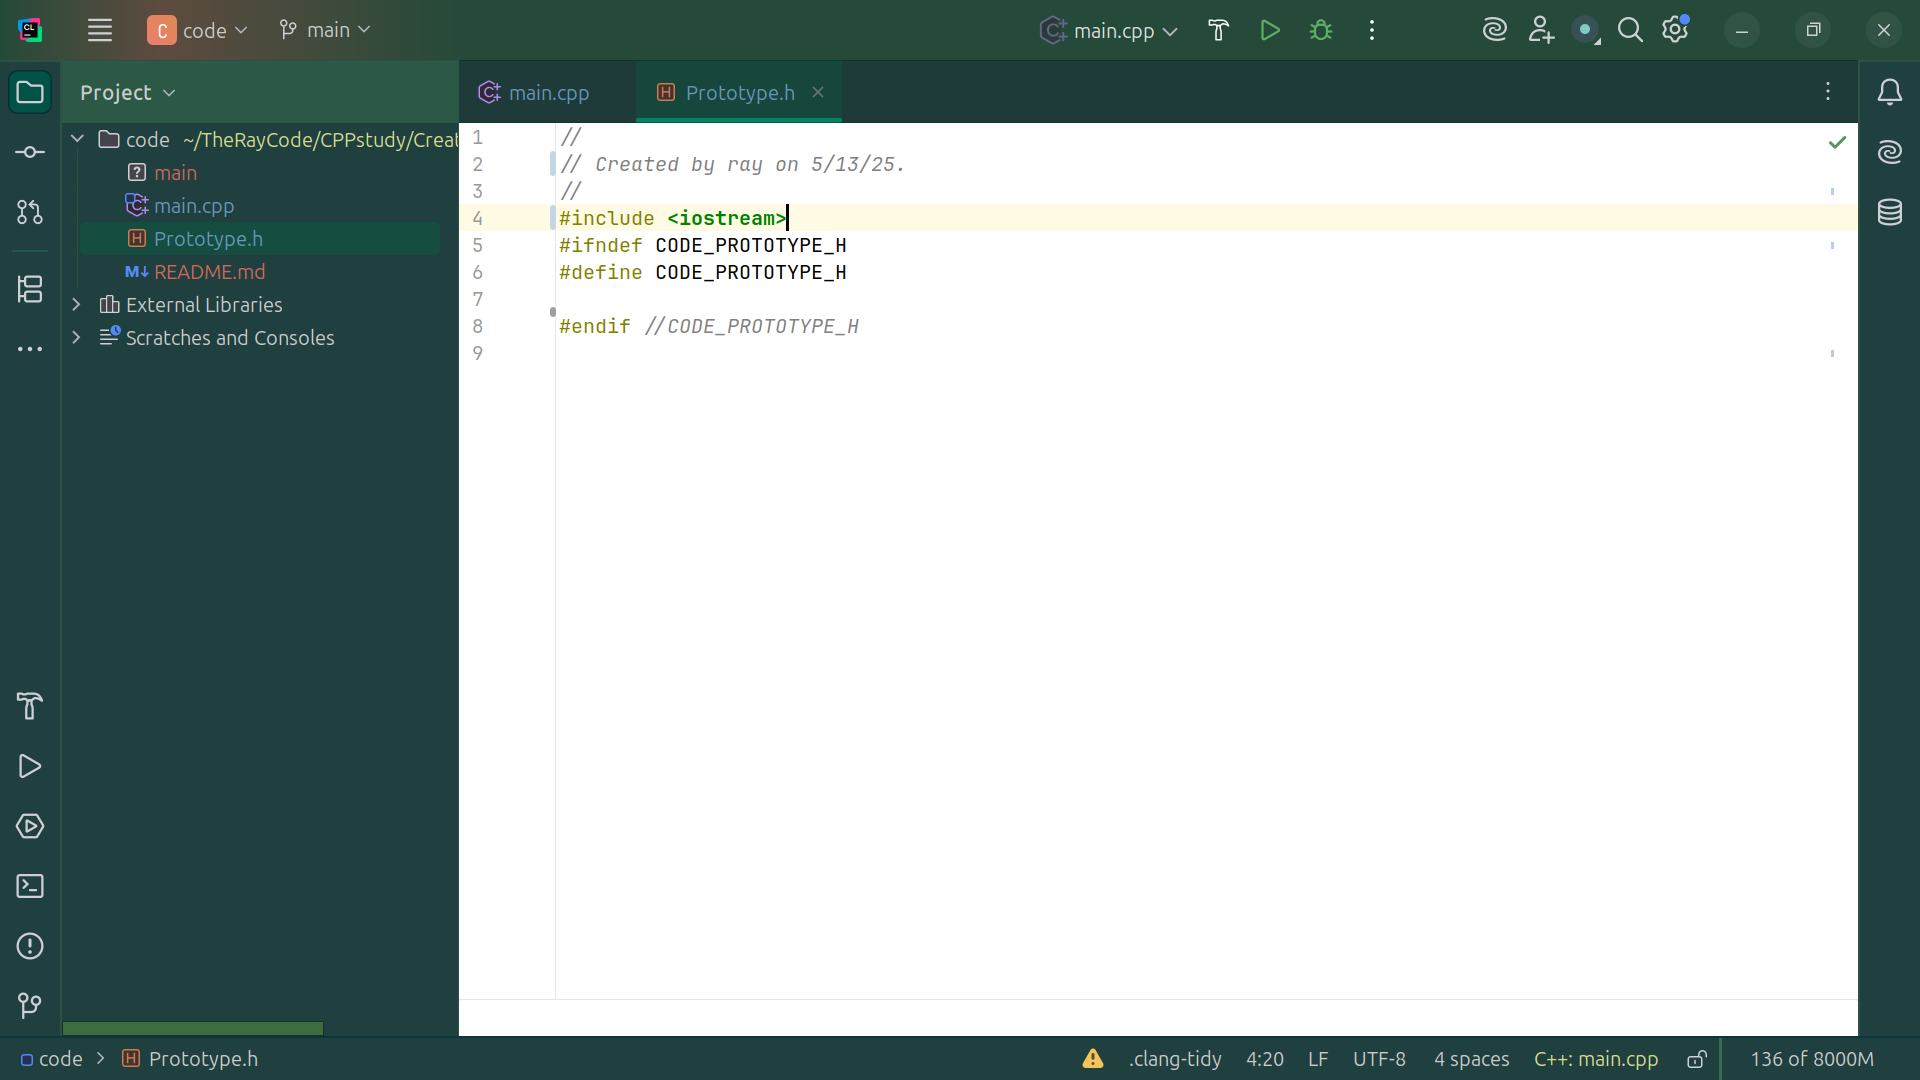 CL
C code main
main.cpp
Project
main.cpp
Prototype.h
code ~/TheRayCode/CPPstudy/Creat
main
main.cpp
Prototype.h
README.md
External Libraries
Scratches and Consoles
1 //
2 // Created by ray on 5/13/25.
3 //
4 #include <iostream>
5 #ifndef CODE_PROTOTYPE_H
6 #define CODE_PROTOTYPE_H
7
8 #endif //CODE_PROTOTYPE_H
9
code > Prototype.h
.clang-tidy 4:20 LF UTF-8 4 spaces C++: main.cpp 136 of 8000M